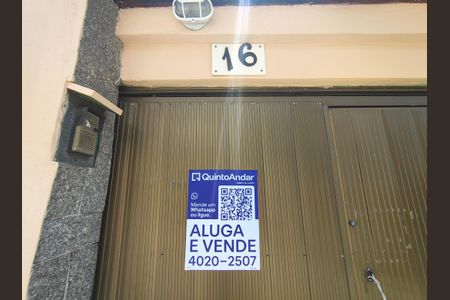 16
QuintoAndar
Mande um
Whatsapp
ou ligue.
ALUGA
E VENDE
4020-2507